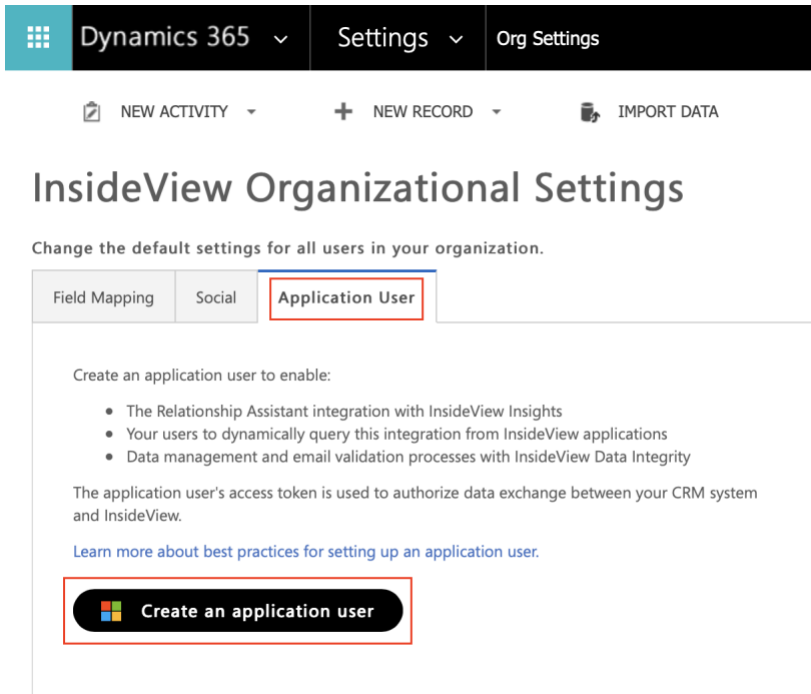 Dynamics 365 Settings Org Settings
NEW ACTIVITY NEW RECORD IMPORT DATA
InsideView Organizational Settings
Change the default settings for all users in your organization.
Field Mapping Social Application User
Create an application user to enable:
• The Relationship Assistant integration with InsideView Insights
• Your users to dynamically query this integration from InsideView applications
• Data management and email validation processes with InsideView Data Integrity
The application user's access token is used to authorize data exchange between your CRM system
and InsideView.
Learn more about best practices for setting up an application user.
Create an application user